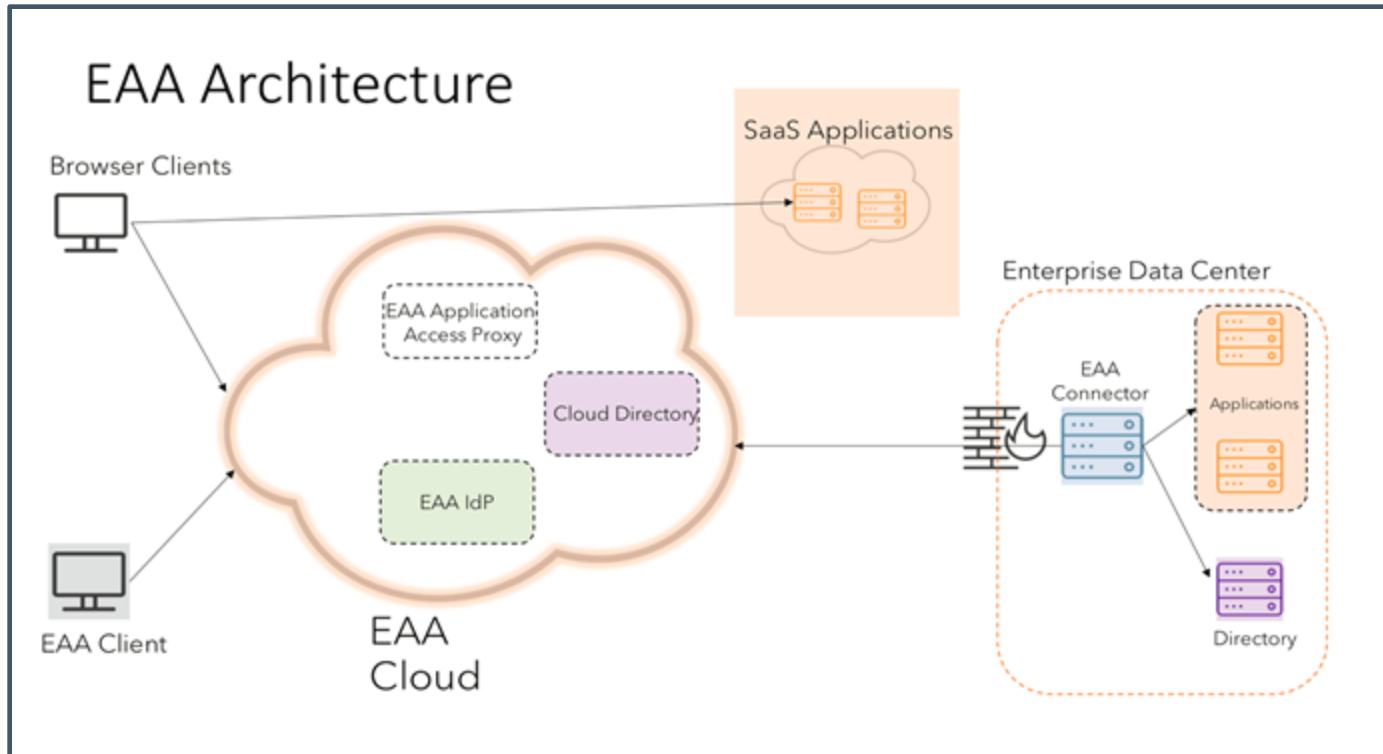 EAA Architecture
Browser Clients
SaaS Applications
Enterprise Data Center
EAA Application
Access Proxy
EAA
Connector
Applications
Cloud Directory
EAA IdP
EAA Client
EAA
Cloud
Directory